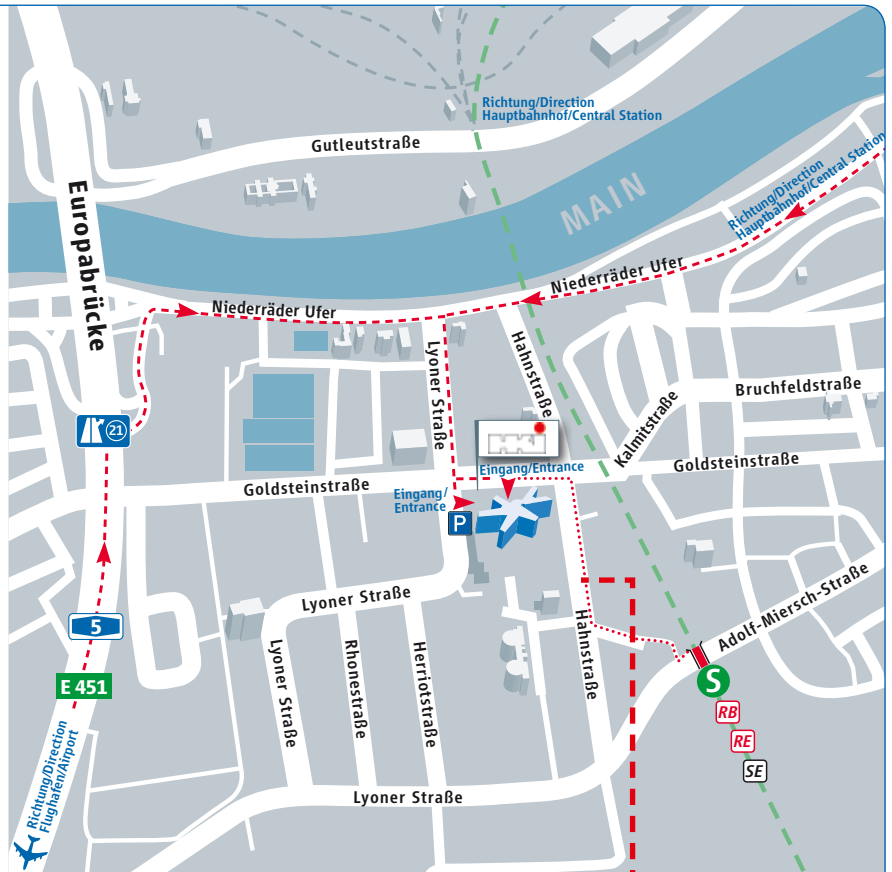 Richtung/Direction
Hauptbahnhof/Central Station
Gutleutstraße
MAIN
Richtung/Direction
Hauptbahnhof/Central Station
Europabrücke
Niederräder Ufer
Niederräder Ufer
Lyoner Straße
Hahnstraße
Bruchfeldstraße
Kalmitstraße
21
HKI
Eingang/Entrance
Goldsteinstraße
Goldsteinstraße
Eingang/
Entrance
P
Lyoner Straße
Adolf-Miersch-Straße
5
Hahnstraße
Lyoner Straße
Rhonestraße
Herriotstraße
E 451
S
RB
RE
SE
Richtung/Direction
Flughafen/Airport
Lyoner Straße